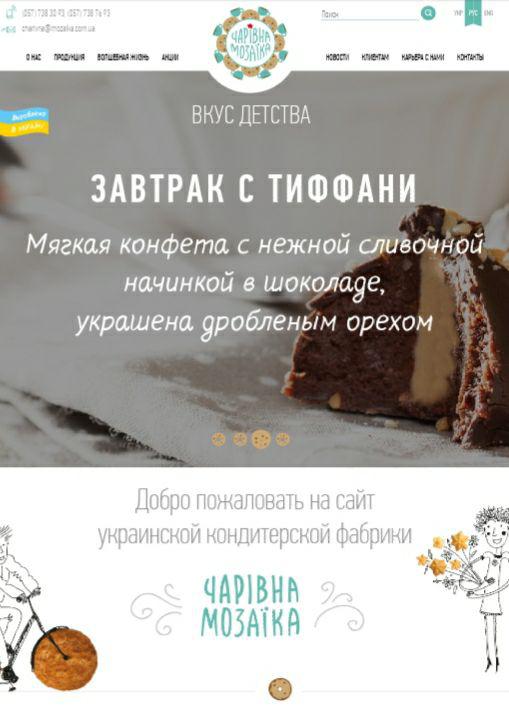 (057) 738 30 93, (057) 738 76 93
charivna@mozaika.com.ua
Поиск
УКР РУС ENG
О НАС ПРОДУКЦИЯ ВОЛШЕБНАЯ ЖИЗНЬ АКЦИИ
ЧАРІВНА
МОЗАЇКА
НОВОСТИ КЛИЕНТАМ КАРЬЕРА С НАМИ КОНТАКТЫ
Вироблено
в Україні
ВКУС ДЕТСТВА
ЗАВТРАК С ТИФФАНИ
Мягкая конфета с нежной сливочной
начинкой в шоколаде,
украшена дробленым орехом
Добро пожаловать на сайт
украинской кондитерской фабрики
ЧАРІВНА
МОЗАЇКА